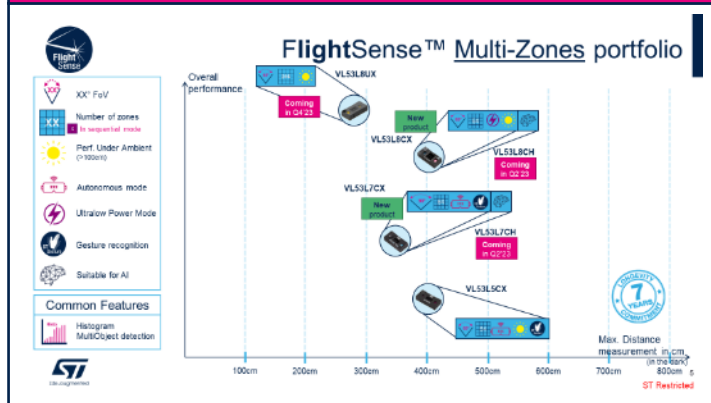 FlightSense™ Multi-Zones portfolio
Flight
Sense
XX° FoV
Number of zones
In sequential mode
Perf. Under Ambient
(>100cm)
Autonomous mode
Ultralow Power Mode
Gesture recognition
Suitable for AI
Common Features
Histogram
MultiObject detection
Overall
performance
VL53L8UX
Coming
in Q4'23
New
product
VL53L8CX
VL53L8CH
Coming
in Q2'23
VL53L7CX
New
product
VL53L7CH
Coming
in Q2'23
VL53L5CX
LONGEVITY
7
YEARS
COMMITMENT
Max. Distance
measurement in cm
(in the dark)
100cm
200cm
300cm
400cm
500cm
600cm
700cm
800cm
5
ST Restricted
ST
life.augmented